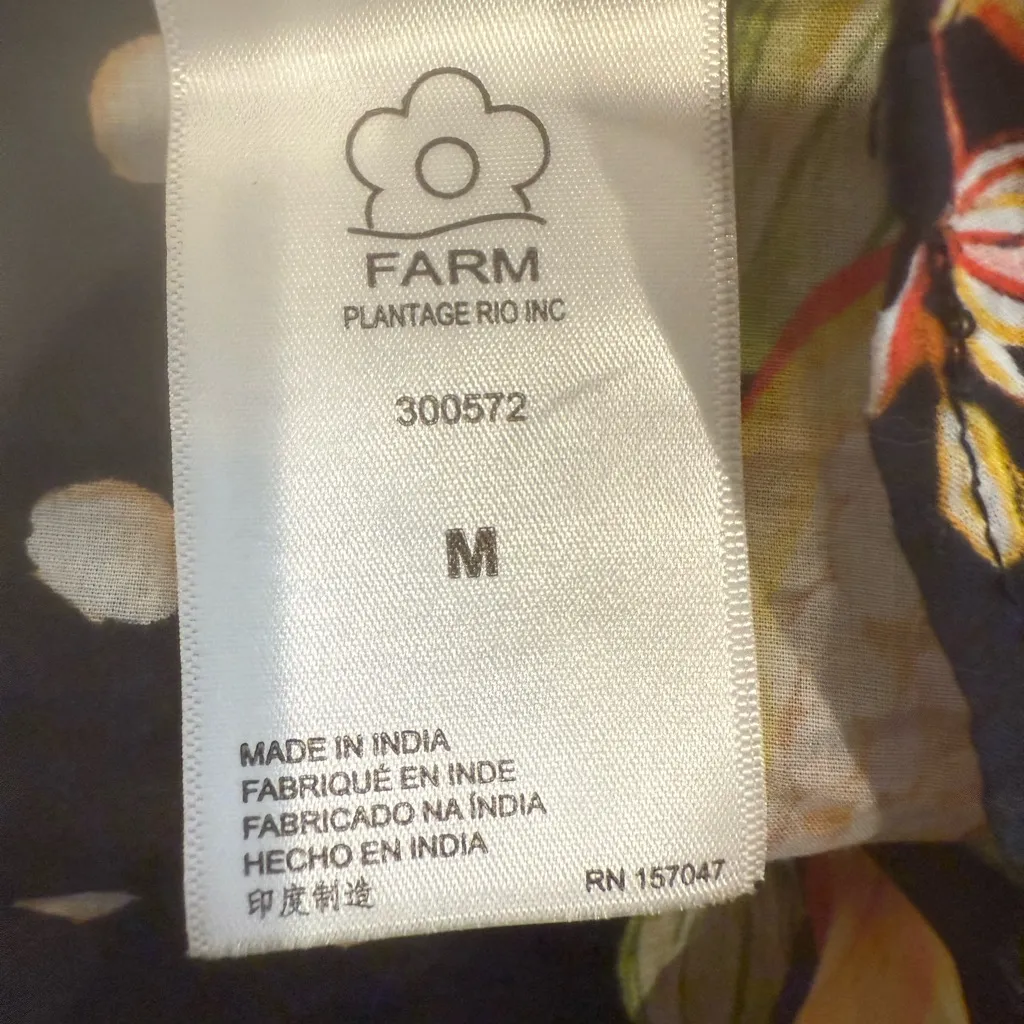 FARM
PLANTAGE RIO INC
300572
M
MADE IN INDIA
FABRIQUÉ EN INDE
FABRICADO NA ÍNDIA
HECHO EN INDIA
印度制造
RN 157047